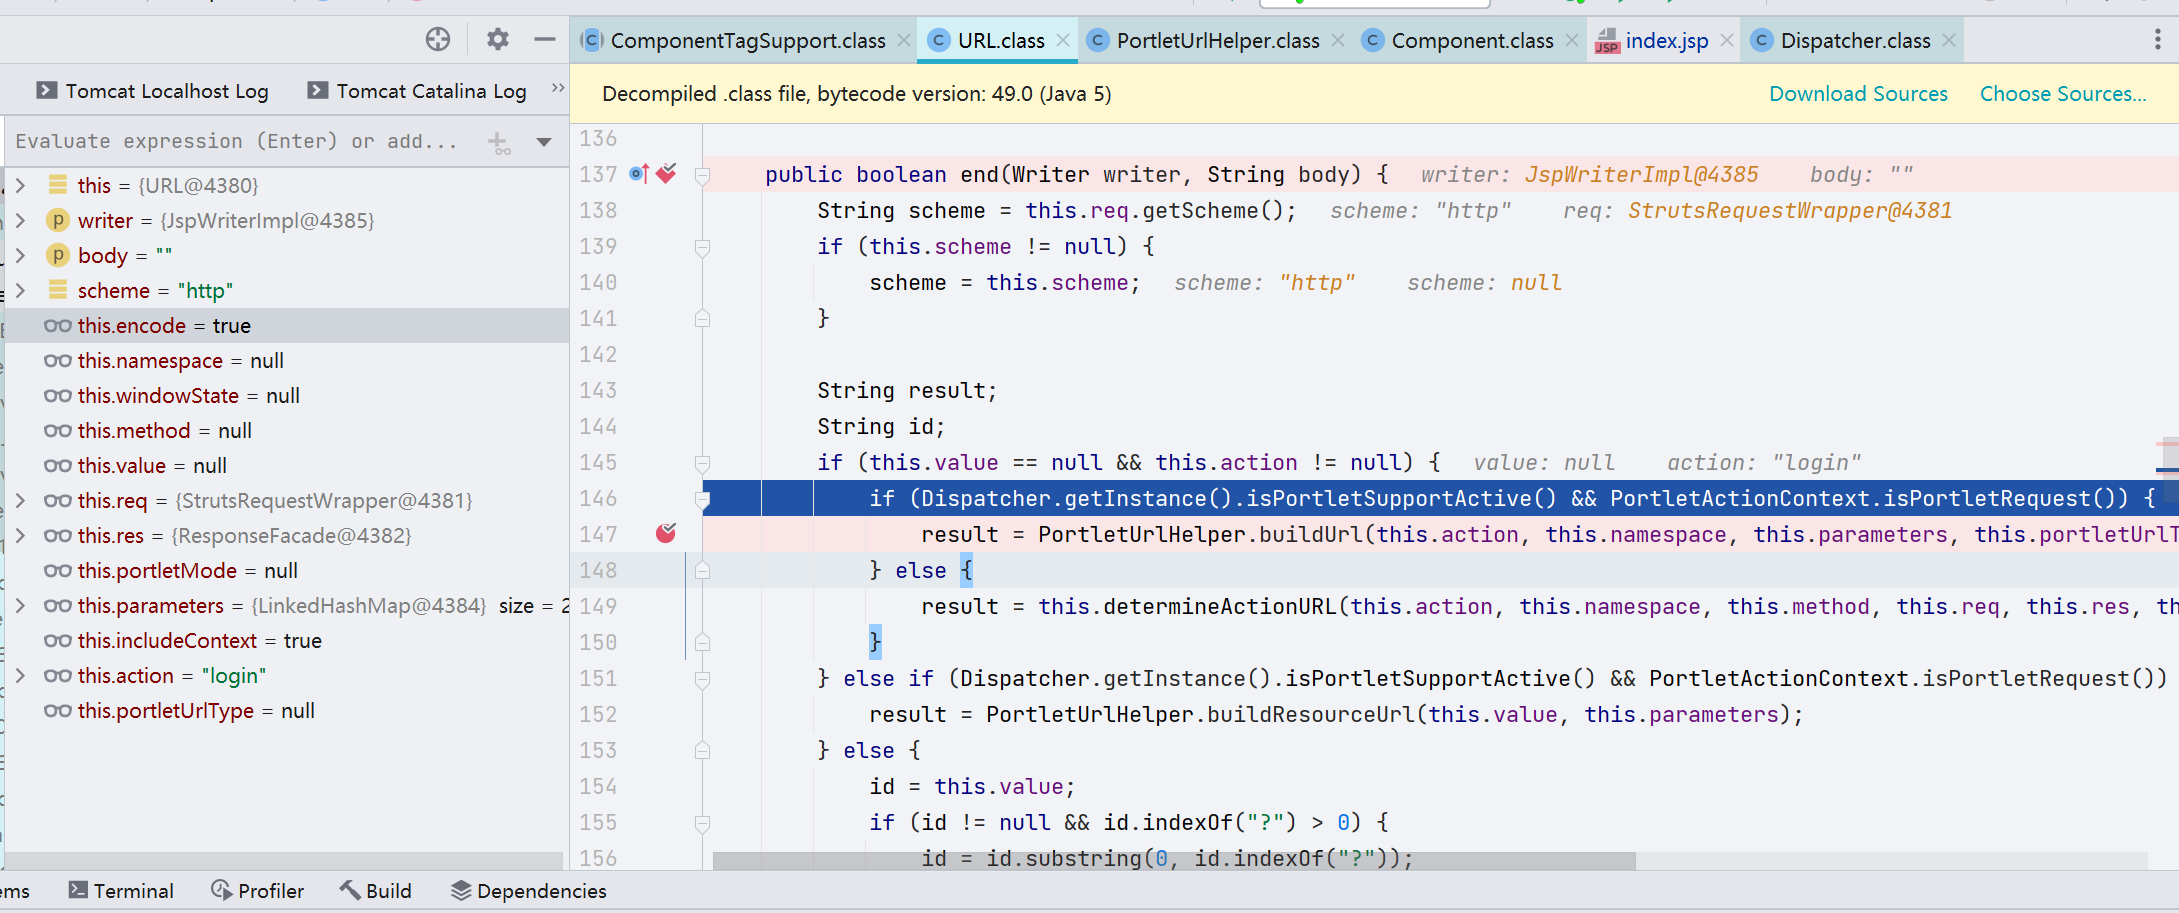 ComponentTagSupport.class
URL.class
PortletUrlHelper.class
Component.class
index.jsp
Dispatcher.class
Tomcat Localhost Log
Tomcat Catalina Log
Evaluate expression (Enter) or add...
this = {URL@4380}
writer = {JspWriterImpl@4385}
body = ""
scheme = "http"
this.encode = true
this.namespace = null
this.windowState = null
this.method = null
this.value = null
this.req = {StrutsRequestWrapper@4381}
this.res = {ResponseFacade@4382}
this.portletMode = null
this.parameters = {LinkedHashMap@4384} size = 2
this.includeContext = true
this.action = "login"
this.portletUrlType = null
Decompiled .class file, bytecode version: 49.0 (Java 5)
Download Sources
Choose Sources...
136
137 public boolean end(Writer writer, String body) { writer: JspWriterImpl@4385 body: ""
138 String scheme = this.req.getScheme(); scheme: "http" req: StrutsRequestWrapper@4381
139 if (this.scheme != null) {
140 scheme = this.scheme; scheme: "http" scheme: null
141 }
142
143 String result;
144 String id;
145 if (this.value == null && this.action != null) { value: null action: "login"
146 if (Dispatcher.getInstance().isPortletSupportActive() && PortletActionContext.isPortletRequest()) {
147 result = PortletUrlHelper.buildUrl(this.action, this.namespace, this.parameters, this.portletUrlT
148 } else {
149 result = this.determineActionURL(this.action, this.namespace, this.method, this.req, this.res, th
150 }
151 } else if (Dispatcher.getInstance().isPortletSupportActive() && PortletActionContext.isPortletRequest())
152 result = PortletUrlHelper.buildResourceUrl(this.value, this.parameters);
153 } else {
154 id = this.value;
155 if (id != null && id.indexOf("?") > 0) {
156 id = id.substring(0, id.indexOf("?"));
ems
Terminal
Profiler
Build
Dependencies